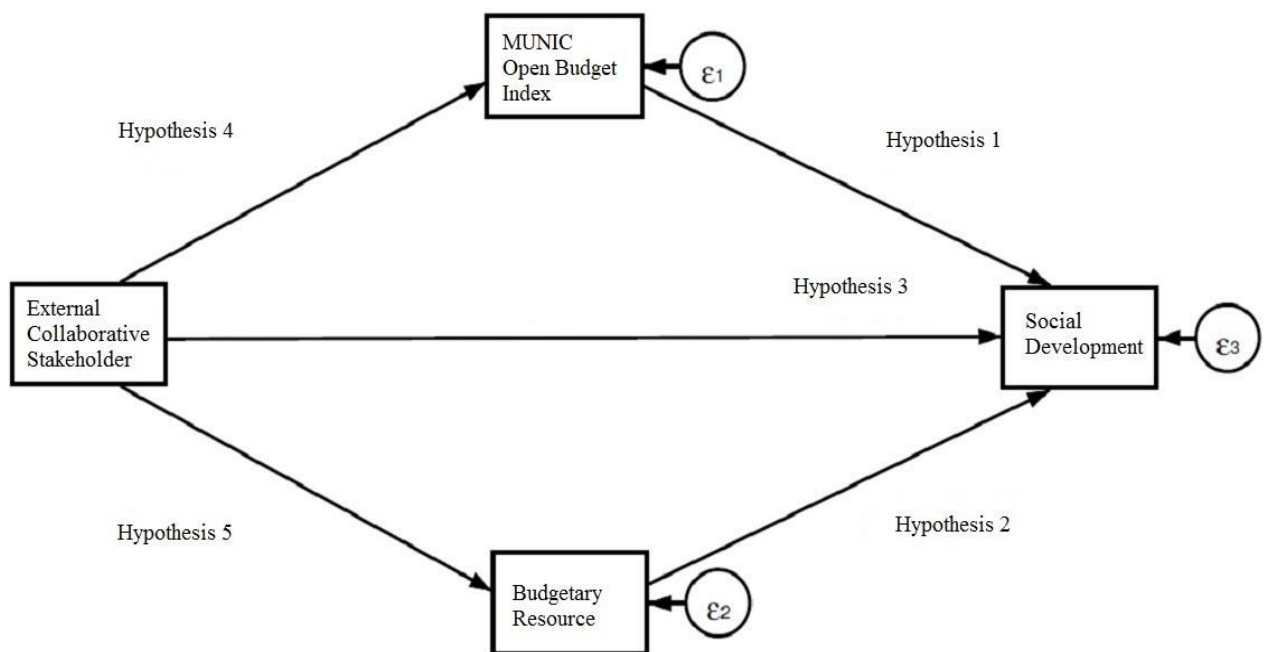 MUNIC
Open Budget
Index
ε1
Hypothesis 4
Hypothesis 1
External
Collaborative
Stakeholder
Hypothesis 3
Social
Development
ε3
Hypothesis 5
Hypothesis 2
Budgetary
Resource
ε2